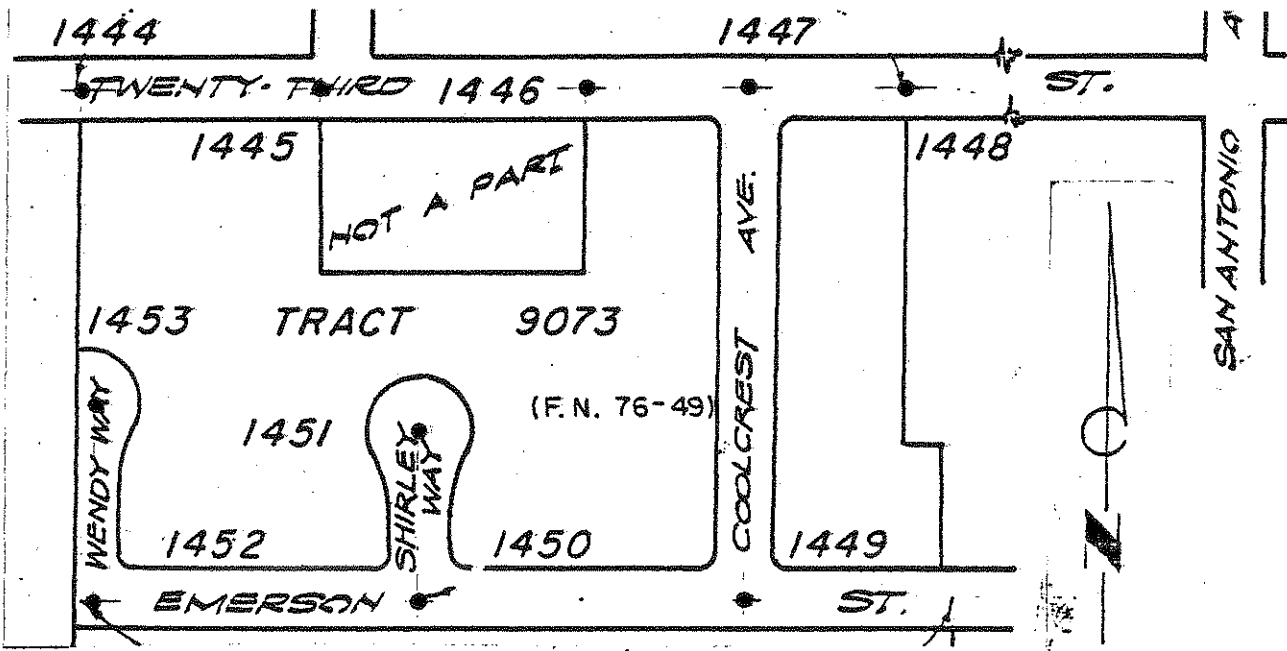 1444
1447
TWENTY-THIRD 1446 ST.
1445
1448
NOT A PART
AVE.
SAN ANTONIO A
1453 TRACT 9073
(F.N. 76-49)
1451
WENDY WAY
SHIRLEY
WAY
COOLCREST
1452
1450
1449
EMERSON ST.
N